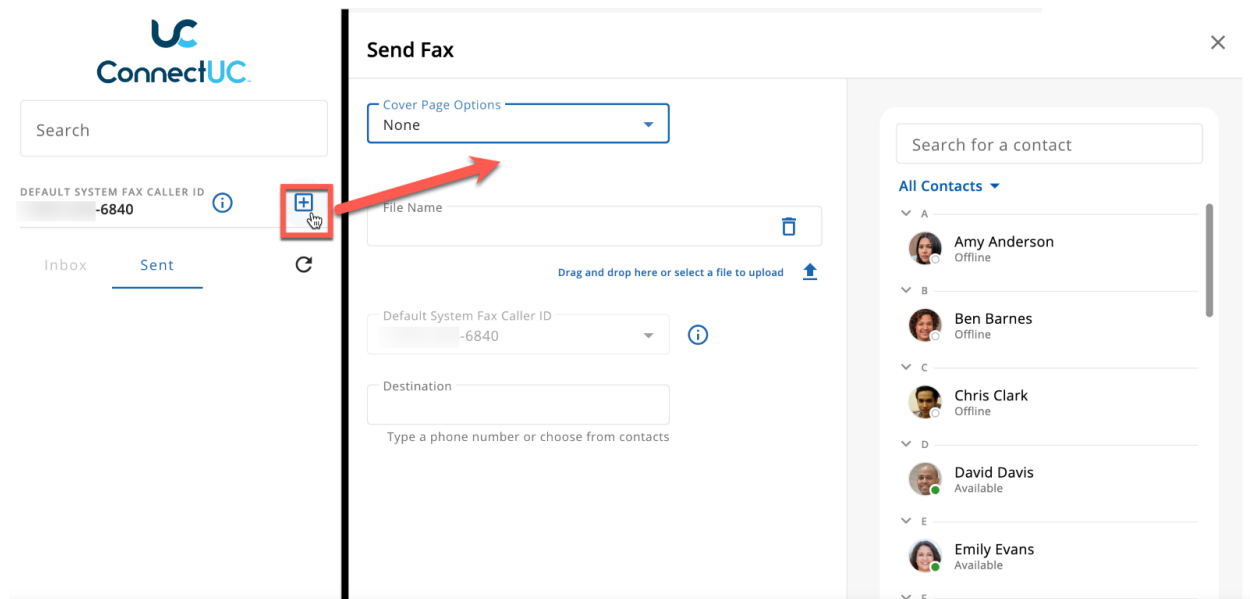 UC
ConnectUC
Search
DEFAULT SYSTEM FAX CALLER ID
-6840
Inbox
Sent
Send Fax
Cover Page Options
None
File Name
Drag and drop here or select a file to upload
Default System Fax Caller ID
-6840
Destination
Type a phone number or choose from contacts
Search for a contact
All Contacts
A
Amy Anderson
Offline
B
Ben Barnes
Offline
C
Chris Clark
Offline
D
David Davis
Available
E
Emily Evans
Available